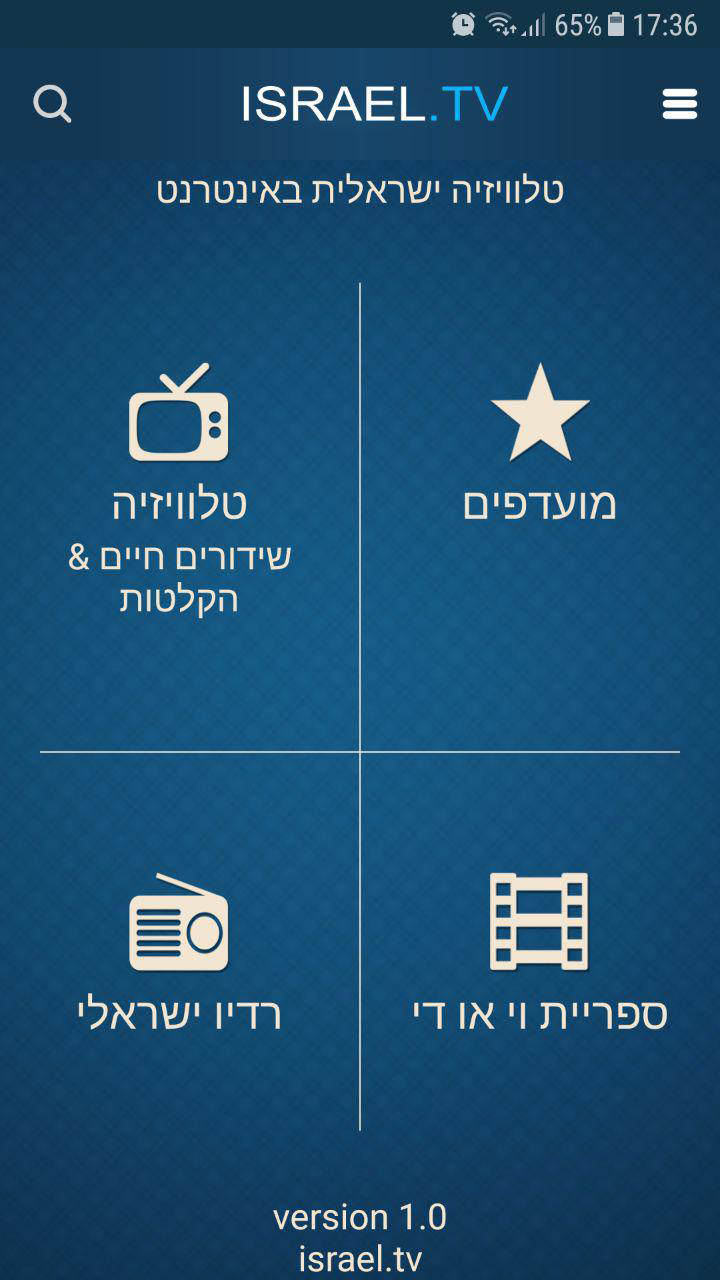 65% 17:36
ISRAEL.TV
טלוויזיה ישראלית באינטרנט
מועדפים
טלוויזיה
שידורים חיים &
הקלטות
ספריית וי או די
רדיו ישראלי
version 1.0
israel.tv